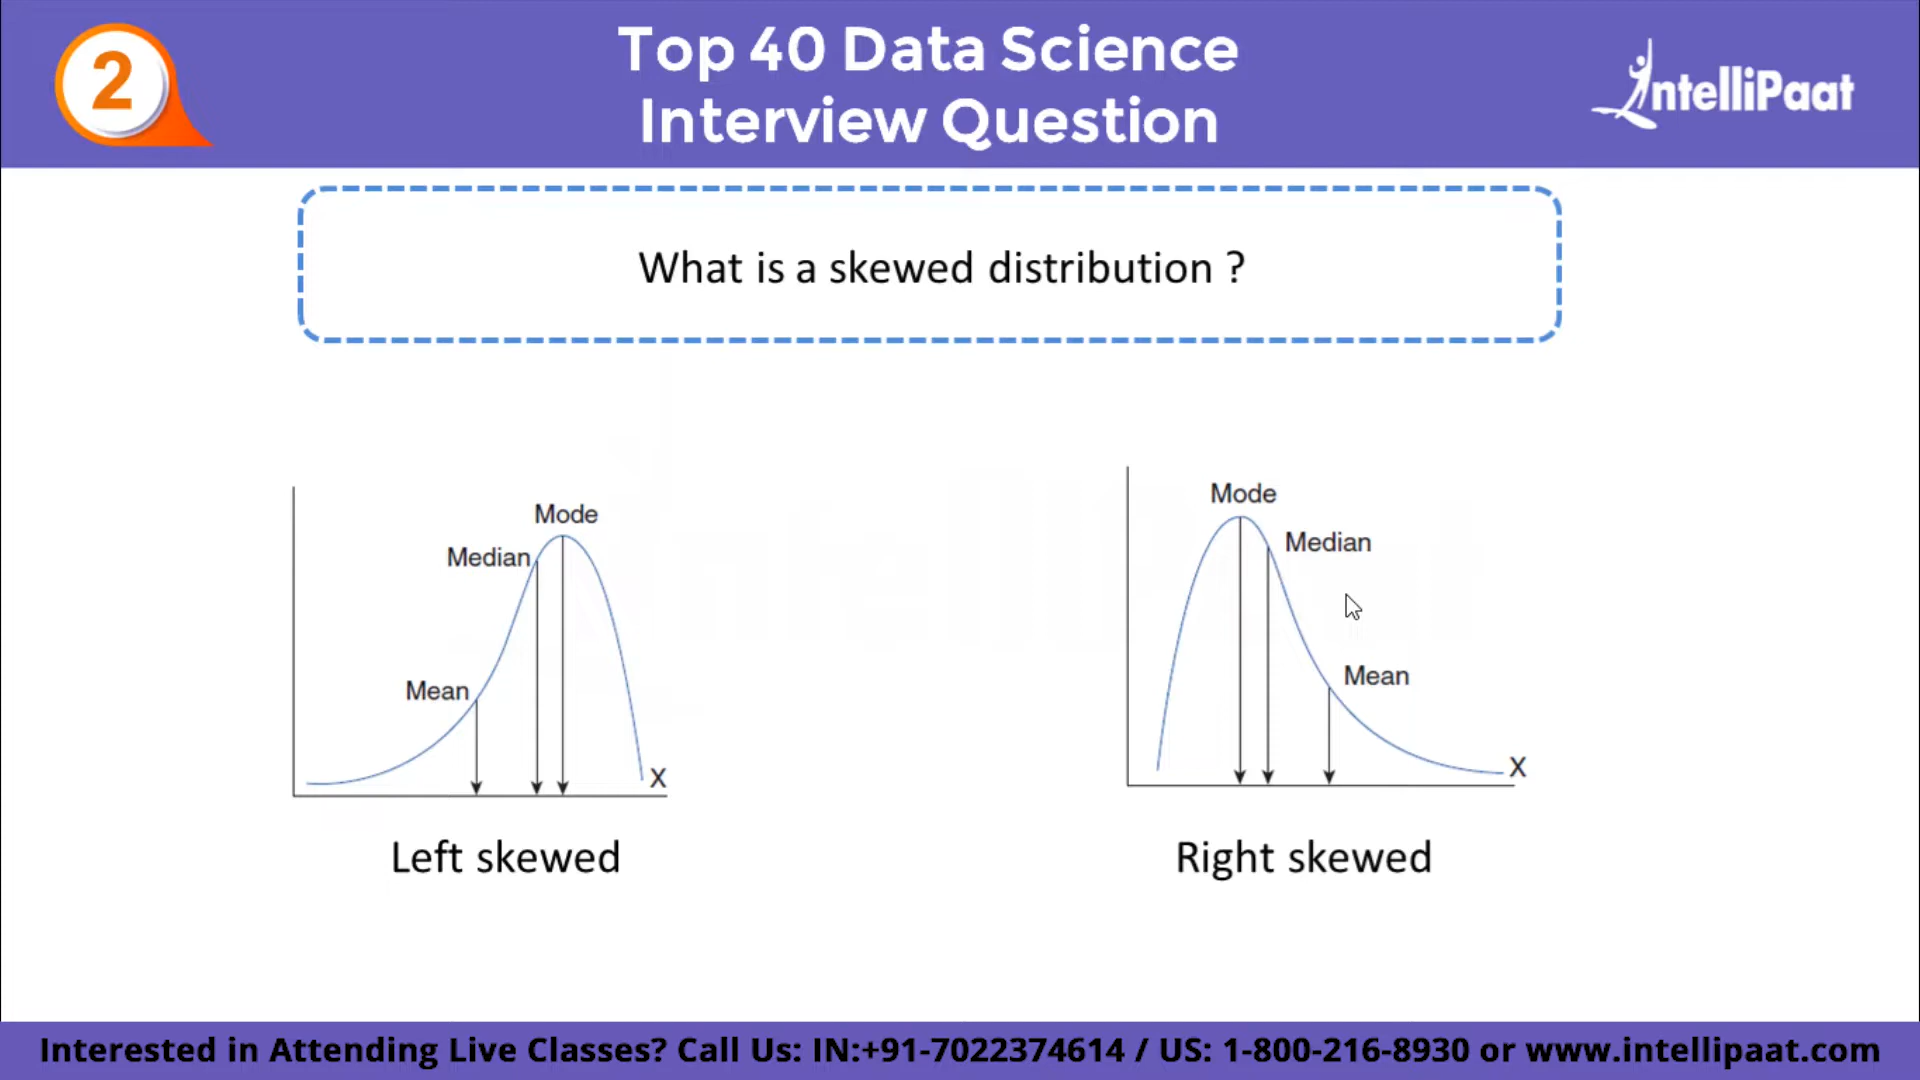 2
Top 40 Data Science
Interview Question
IntelliPaat
What is a skewed distribution ?
Mode
Median
Mean
X
Left skewed
Mode
Median
Mean
X
Right skewed
Interested in Attending Live Classes? Call Us: IN:+91-7022374614 / US: 1-800-216-8930 or www.intellipaat.com